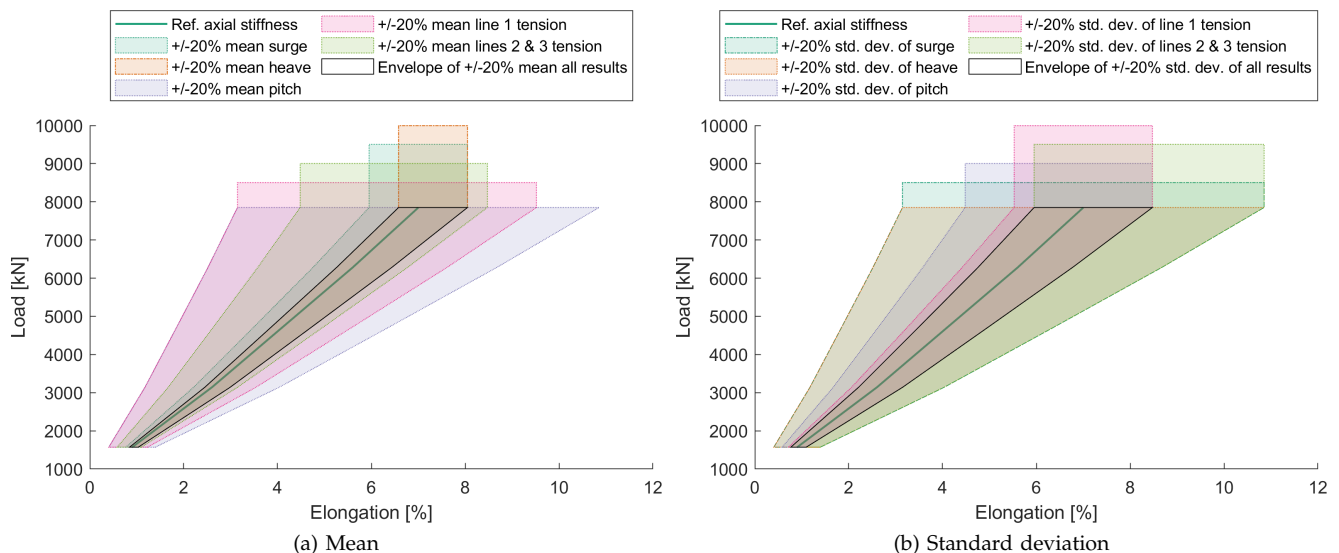 Ref. axial stiffness
+/-20% mean surge
+/-20% mean heave
+/-20% mean pitch
+/-20% mean line 1 tension
+/-20% mean lines 2 & 3 tension
Envelope of +/-20% mean all results
10000
9000
8000
7000
6000
5000
4000
3000
2000
1000
Load [kN]
0 2 4 6 8 10 12
Elongation [%]
(a) Mean
Ref. axial stiffness
+/-20% std. dev. of surge
+/-20% std. dev. of heave
+/-20% std. dev. of pitch
+/-20% std. dev. of line 1 tension
+/-20% std. dev. of lines 2 & 3 tension
Envelope of +/-20% std. dev. of all results
10000
9000
8000
7000
6000
5000
4000
3000
2000
1000
Load [kN]
0 2 4 6 8 10 12
Elongation [%]
(b) Standard deviation